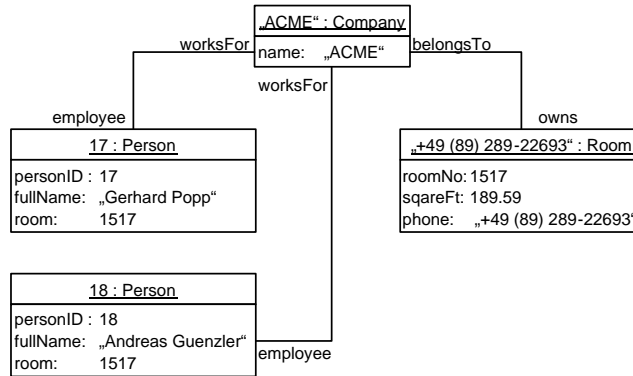 „ACME“ : Company
name: „ACME“
worksFor
belongsTo
worksFor
employee
owns
17 : Person
personID : 17
fullName: „Gerhard Popp“
room: 1517
„+49 (89) 289-22693“ : Room
roomNo: 1517
sqareFt: 189.59
phone: „+49 (89) 289-22693“
18 : Person
personID : 18
fullName: „Andreas Guenzler“
room: 1517
employee